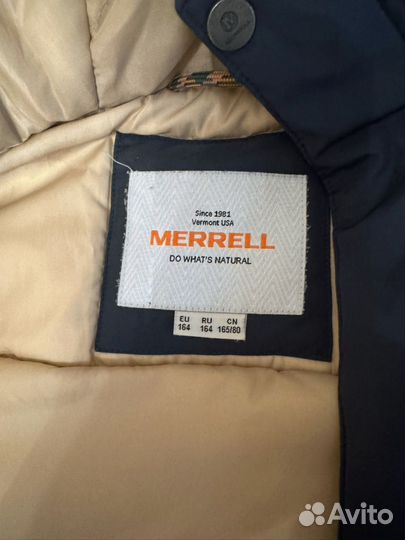 Since 1981
Vermont USA
MERRELL
DO WHAT'S NATURAL
EU RU CN
164 164 165/80
Avito